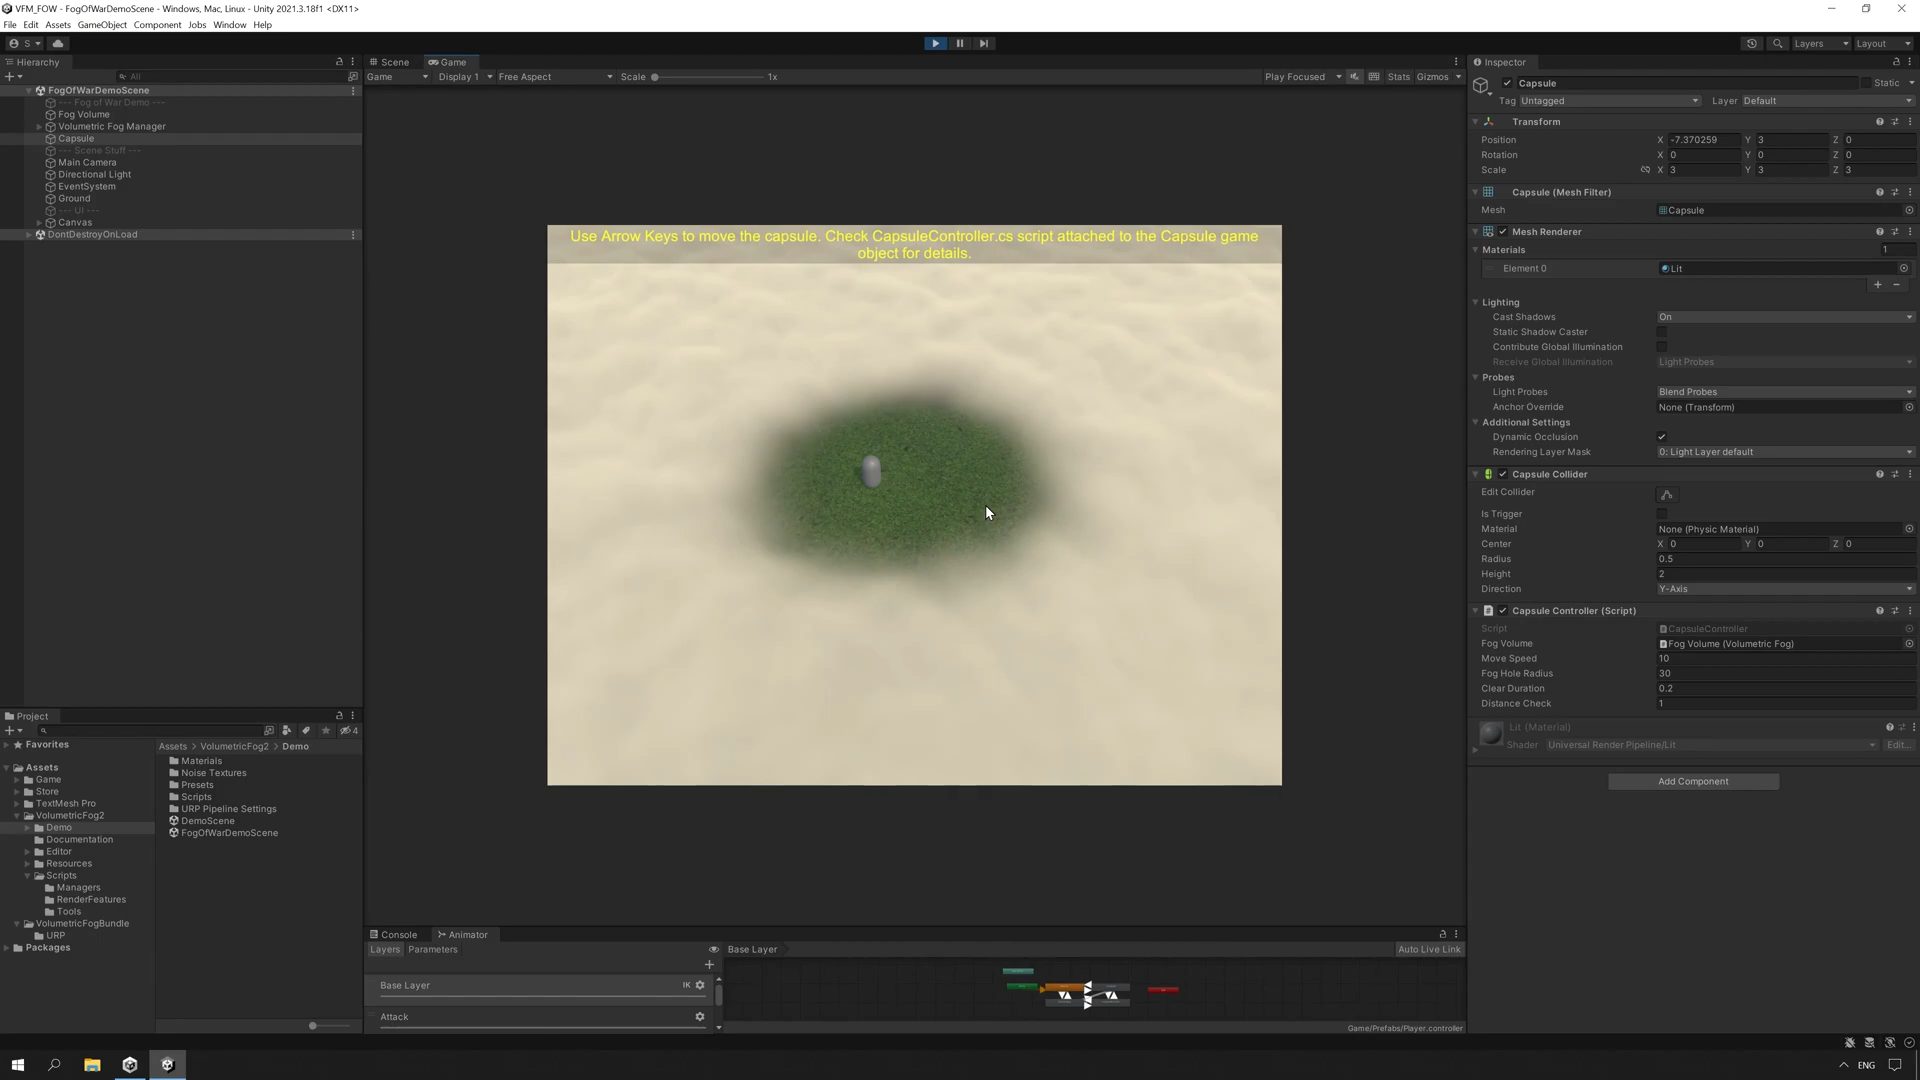 VFM_FOW - FogOfWarDemoScene - Windows, Mac, Linux - Unity 2021.3.18f1 <DX11>
File Edit Assets GameObject Component Jobs Window Help
S Layers Layout
Hierarchy
All
FogOfWarDemoScene
--- Fog of War Demo ---
Fog Volume
Volumetric Fog Manager
Capsule
--- Scene Stuff ---
Main Camera
Directional Light
EventSystem
Ground
--- UI ---
Canvas
DontDestroyOnLoad
Scene Game
Game Display 1 Free Aspect Scale 1x Play Focused Stats Gizmos
Use Arrow Keys to move the capsule. Check CapsuleController.cs script attached to the Capsule game
object for details.
Inspector
Capsule Static
Tag Untagged Layer Default
Transform
Position X -7.370259 Y 3 Z 0
Rotation X 0 Y 0 Z 0
Scale X 3 Y 3 Z 3
Capsule (Mesh Filter)
Mesh Capsule
Mesh Renderer
Materials 1
Element 0 Lit
Lighting
Cast Shadows On
Static Shadow Caster
Contribute Global Illumination
Receive Global Illumination Light Probes
Probes
Light Probes Blend Probes
Anchor Override None (Transform)
Additional Settings
Dynamic Occlusion
Rendering Layer Mask 0: Light Layer default
Capsule Collider
Edit Collider
Is Trigger
Material None (Physic Material)
Center X 0 Y 0 Z 0
Radius 0.5
Height 2
Direction Y-Axis
Capsule Controller (Script)
Script CapsuleController
Fog Volume Fog Volume (Volumetric Fog)
Move Speed 10
Fog Hole Radius 30
Clear Duration 0.2
Distance Check 1
Lit (Material)
Shader Universal Render Pipeline/Lit Edit...
Add Component
Project
4
Favorites
Assets
Game
Store
TextMesh Pro
VolumetricFog2
Demo
Documentation
Editor
Resources
Scripts
Managers
RenderFeatures
Tools
VolumetricFogBundle
URP
Packages
Assets > VolumetricFog2 > Demo
Materials
Noise Textures
Presets
Scripts
URP Pipeline Settings
DemoScene
FogOfWarDemoScene
Console Animator
Layers Parameters Base Layer Auto Live Link
Base Layer IK
Attack
Game/Prefabs/Player.controller
ENG